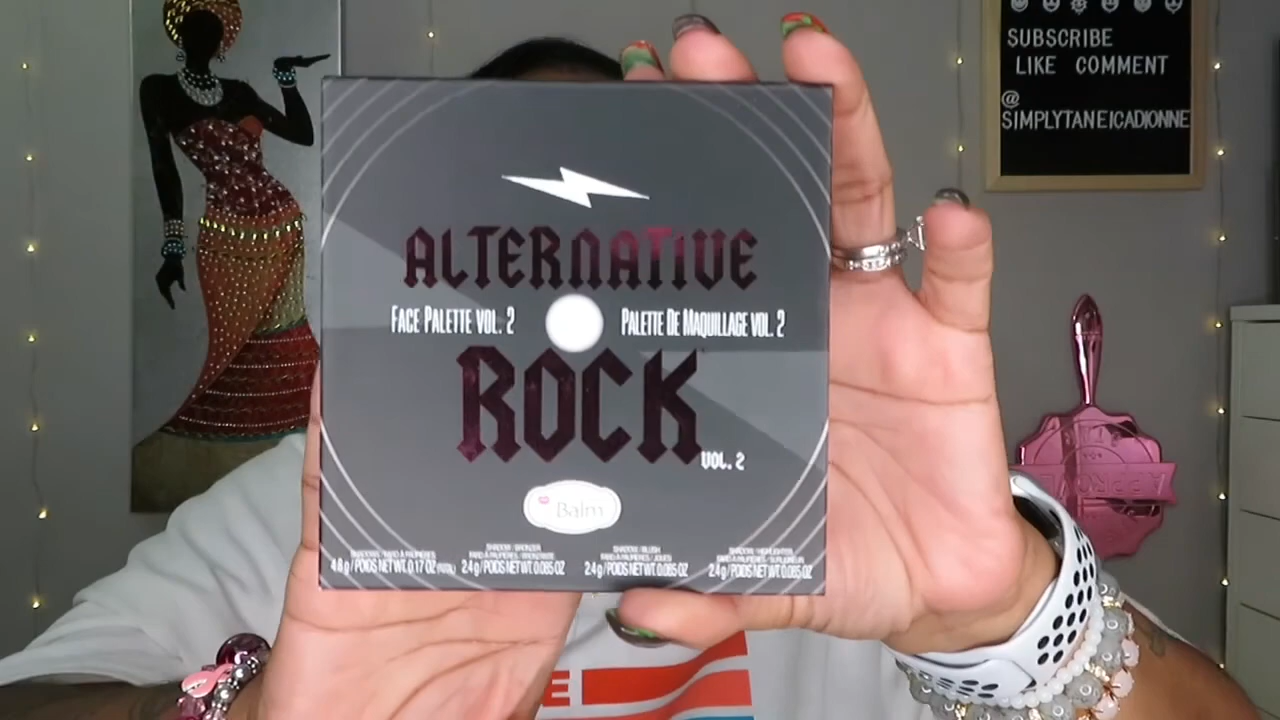 SUBSCRIBE
LIKE COMMENT
@
SIMPLYTANEICADIONNE
ALTERNATIVE
FACE PALETTE VOL. 2
PALETTE DE MAQUILLAGE VOL. 2
ROCK
VOL. 2
Balm
4.8 g / POIDS NET WT. 0.17 OZ
2.4 g / POIDS NET WT. 0.085 OZ
2.4 g / POIDS NET WT. 0.085 OZ
2.4 g / POIDS NET WT. 0.085 OZ
E